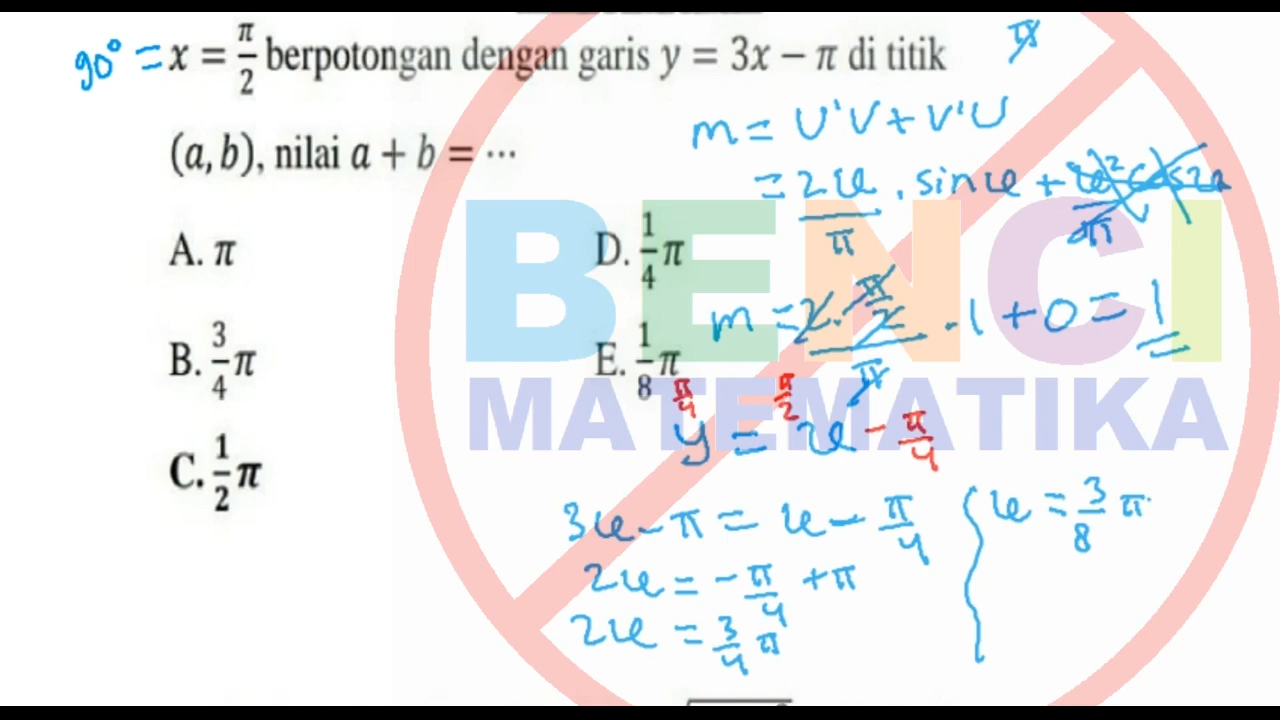 90° = x = π/2 berpotongan dengan garis y = 3x − π di titik
(a, b), nilai a + b = ⋯
A. π
B. 3/4 π
C. 1/2 π
D. 1/4 π
E. 1/8 π
m = U'V + V'U
= 2x/π . sin x +
m = 2 . π/2 / π . 1 + 0 = 1
π/4 π/2
y = x − π/4
3x − π = x − π/4
2x = − π/4 + π
2x = 3/4 π
x = 3/8 π
BENCI
MATEMATIKA